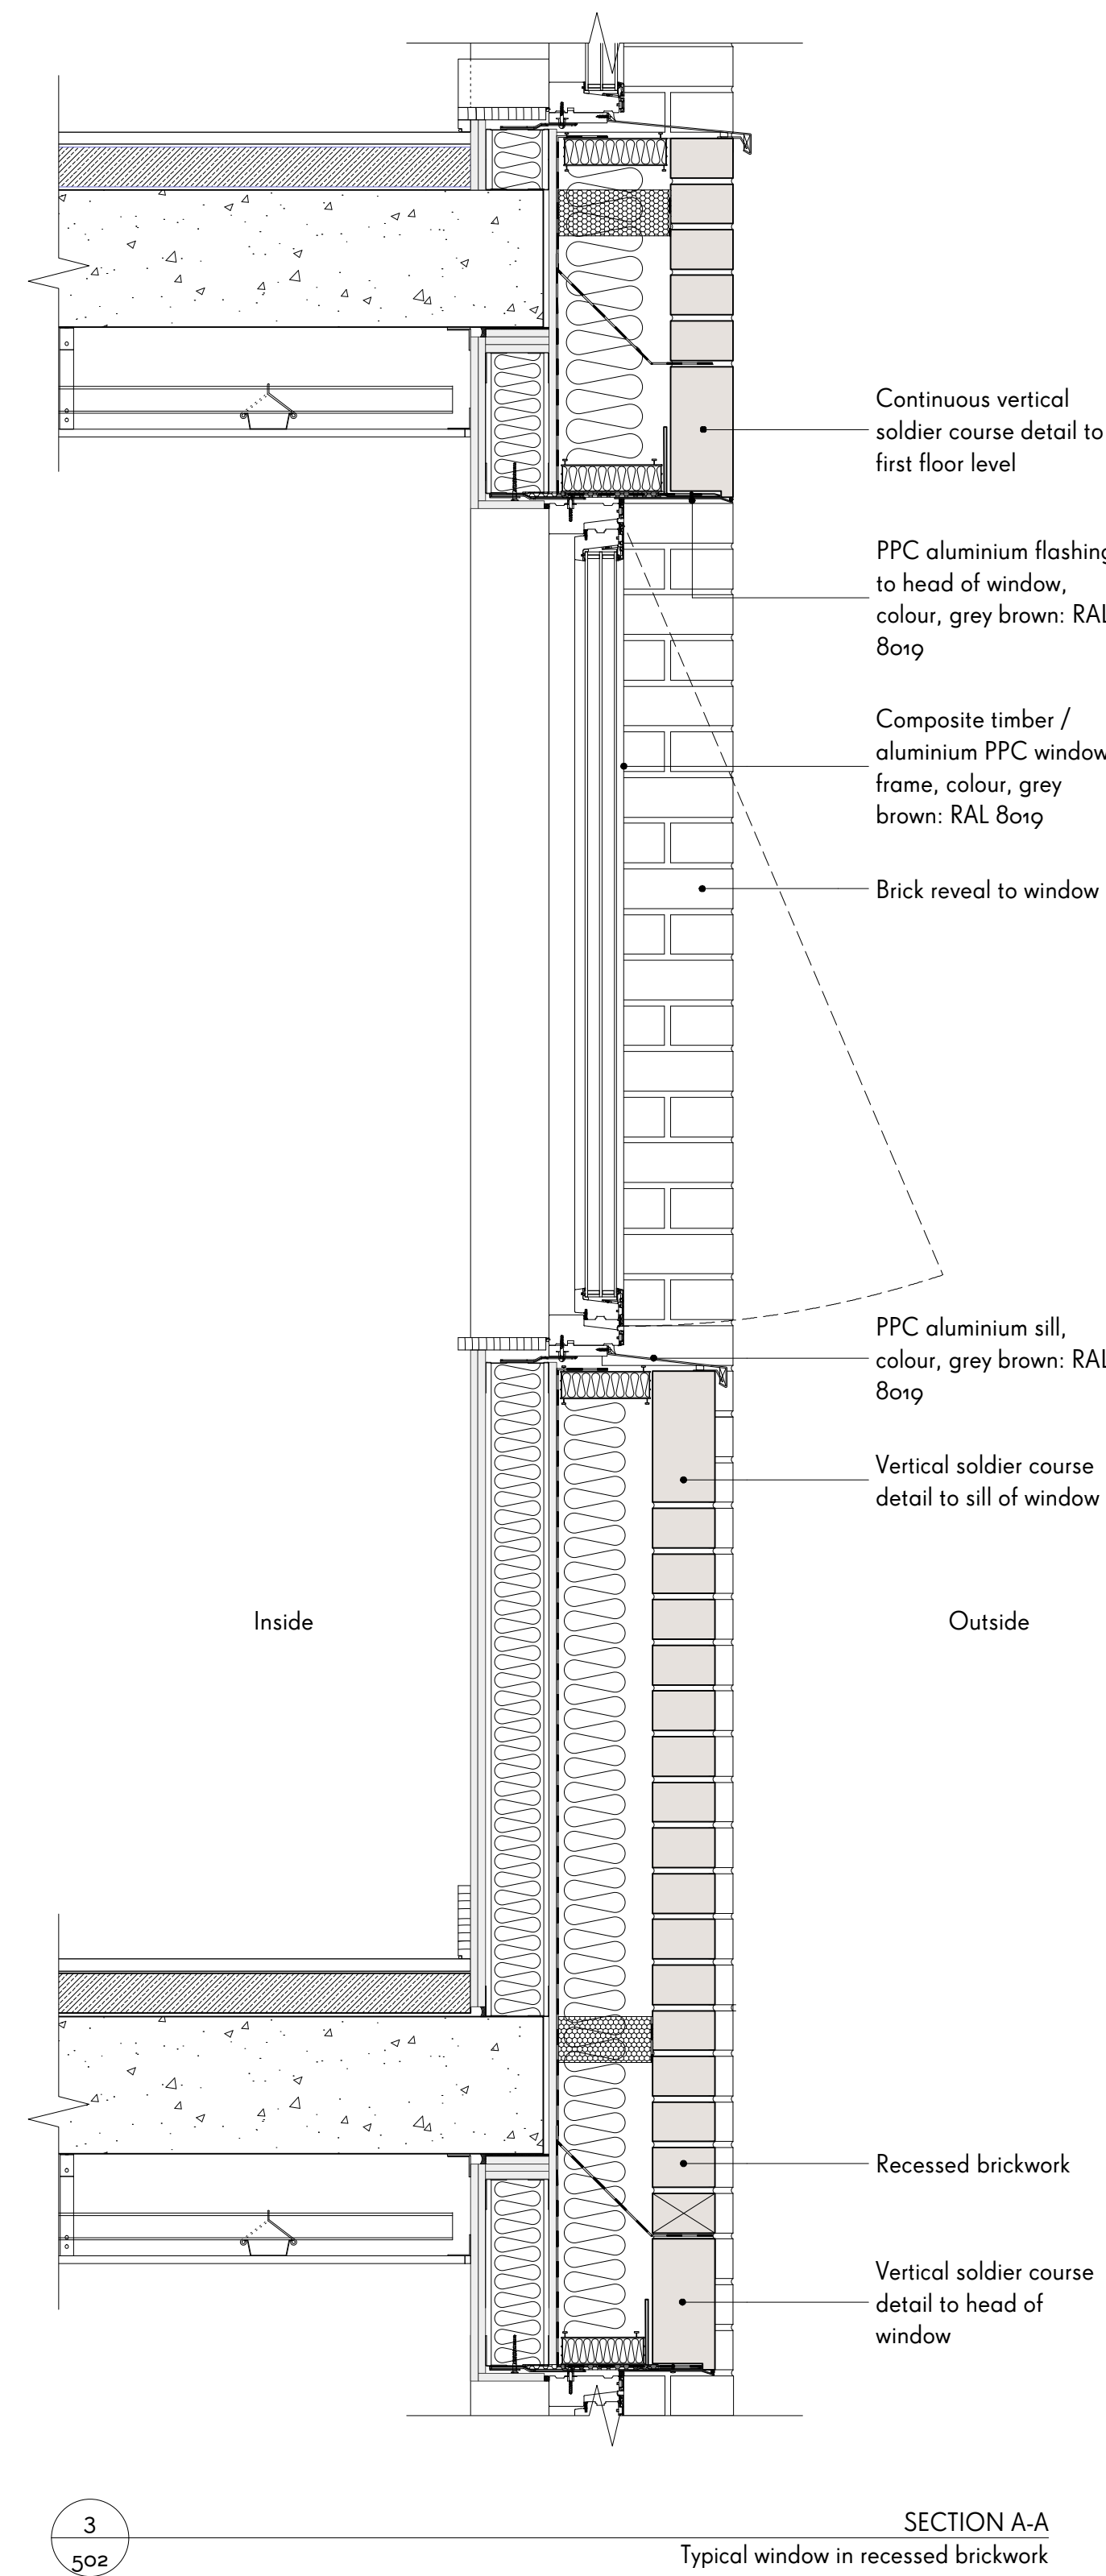 Continuous vertical
soldier course detail to
first floor level
PPC aluminium flashing
to head of window,
colour, grey brown: RAL
8019
Composite timber /
aluminium PPC window
frame, colour, grey
brown: RAL 8019
Brick reveal to window
PPC aluminium sill,
colour, grey brown: RAL
8019
Vertical soldier course
detail to sill of window
Inside
Outside
Recessed brickwork
Vertical soldier course
detail to head of
window
3
502
SECTION A-A
Typical window in recessed brickwork